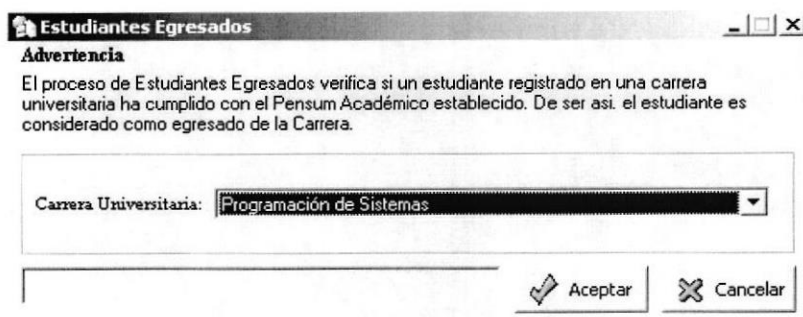 Estudiantes Egresados
Advertencia
El proceso de Estudiantes Egresados verifica si un estudiante registrado en una carrera
universitaria ha cumplido con el Pensum Académico establecido. De ser asi. el estudiante es
considerado como egresado de la Carrera.
Carrera Universitaria: Programación de Sistemas
Aceptar Cancelar